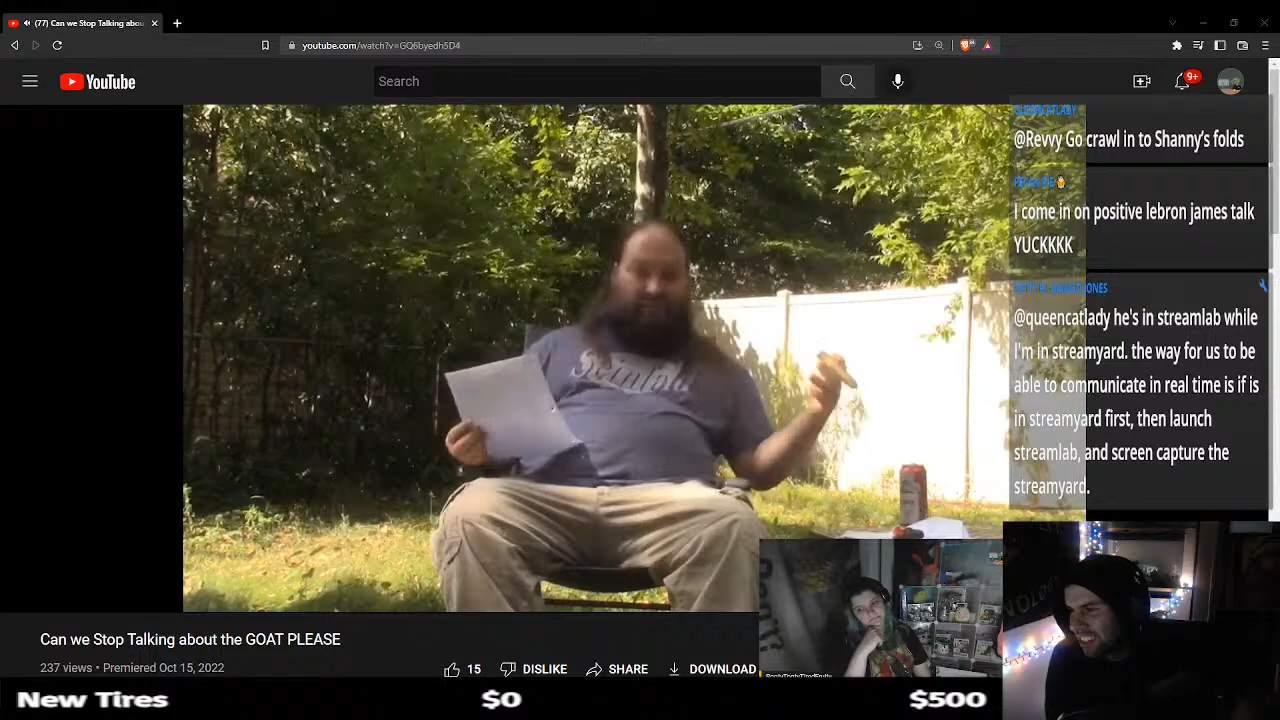 (77) Can we Stop Talking abou
youtube.com/watch?v=GQ6byedh5D4
YouTube
Search
9+
@Revvy Go crawl in to Shanny's folds
I come in on positive lebron james talk
YUCKKKK
@queencatlady he's in streamlab while
I'm in streamyard. the way for us to be
able to communicate in real time is if is
in streamyard first, then launch
streamlab, and screen capture the
streamyard.
Can we Stop Talking about the GOAT PLEASE
237 views • Premiered Oct 15, 2022
15
DISLIKE
SHARE
DOWNLOAD
New Tires
$0
$500